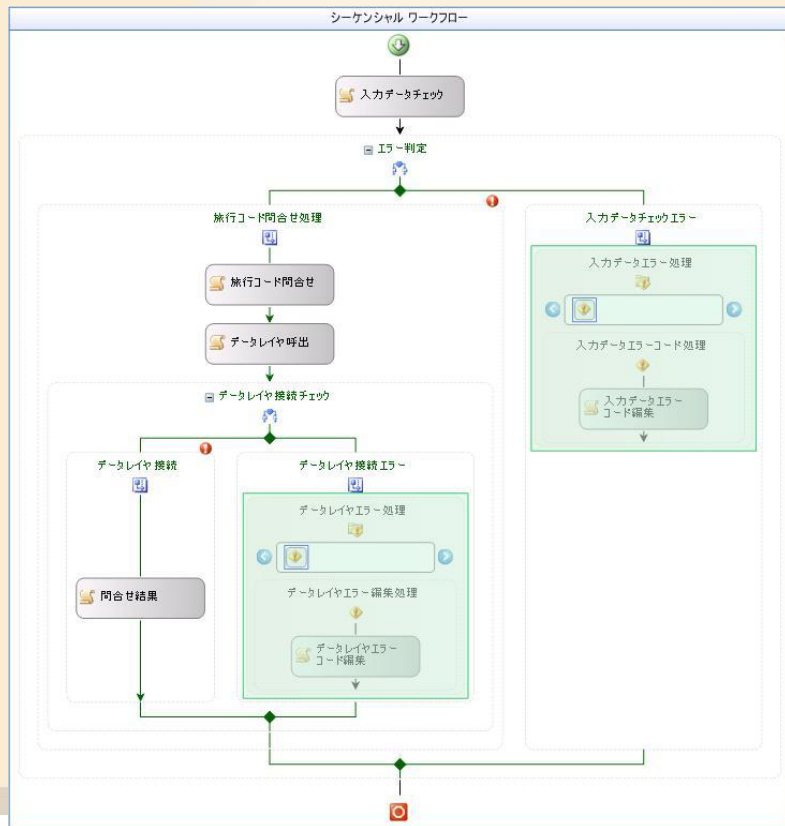 シーケンシャル ワークフロー
入力データチェック
エラー判定
旅行コード問合せ処理
入力データチェックエラー
旅行コード問合せ
データレイヤ呼出
入力データエラー処理
入力データエラーコード処理
入力データエラー
コード編集
データレイヤ接続チェック
データレイヤ接続
データレイヤ接続エラー
データレイヤエラー処理
問合せ結果
データレイヤエラー編集処理
データレイヤエラー
コード編集